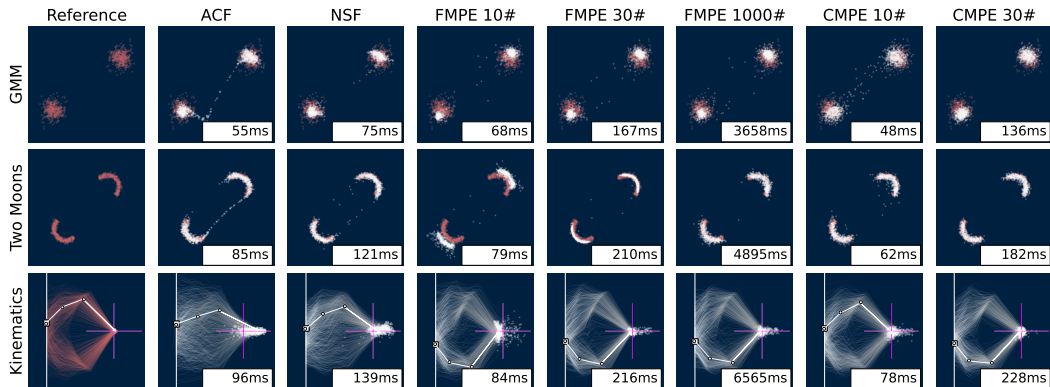 Reference ACF NSF FMPE 10# FMPE 30# FMPE 1000# CMPE 10# CMPE 30#
GMM
55ms 75ms 68ms 167ms 3658ms 48ms 136ms
Two Moons
85ms 121ms 79ms 210ms 4895ms 62ms 182ms
Kinematics
96ms 139ms 84ms 216ms 6565ms 78ms 228ms